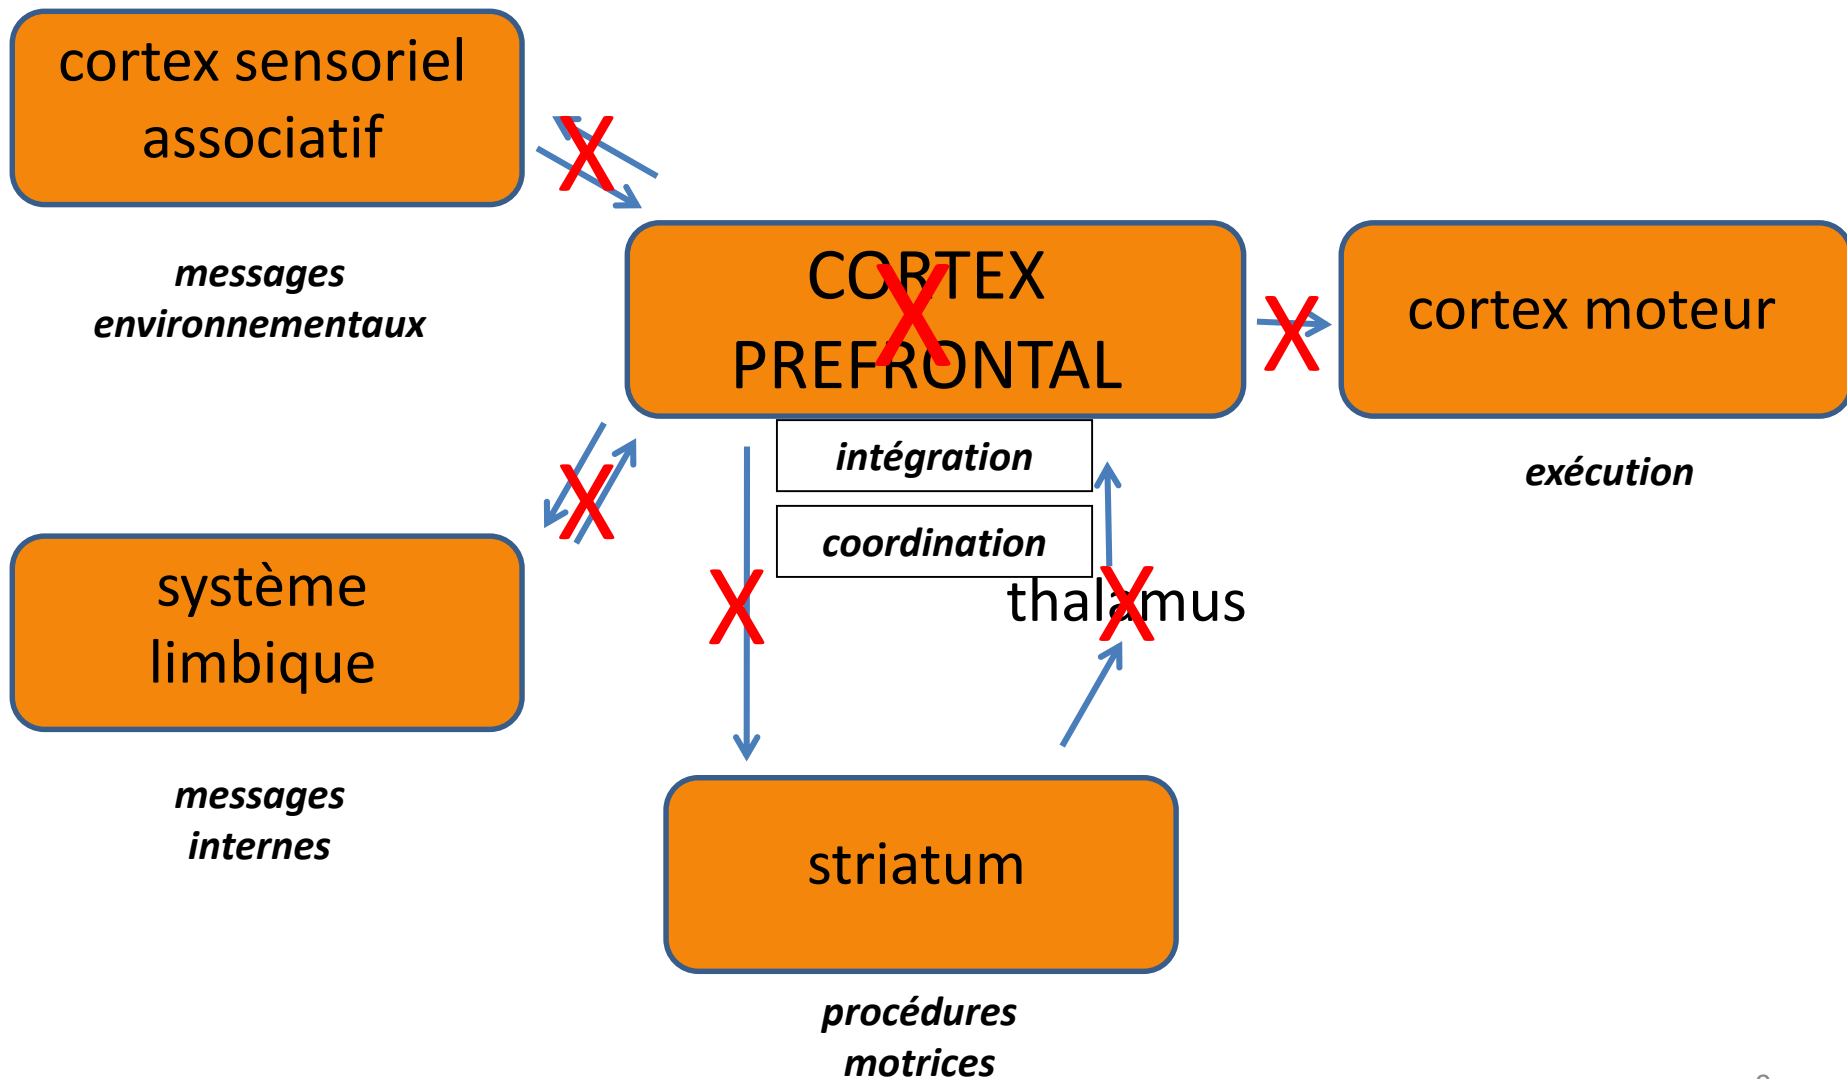 cortex sensoriel
associatif
messages
environnementaux
CORTEX
PREFRONTAL
intégration
coordination
cortex moteur
exécution
système
limbique
messages
internes
thalamus
striatum
procédures
motrices